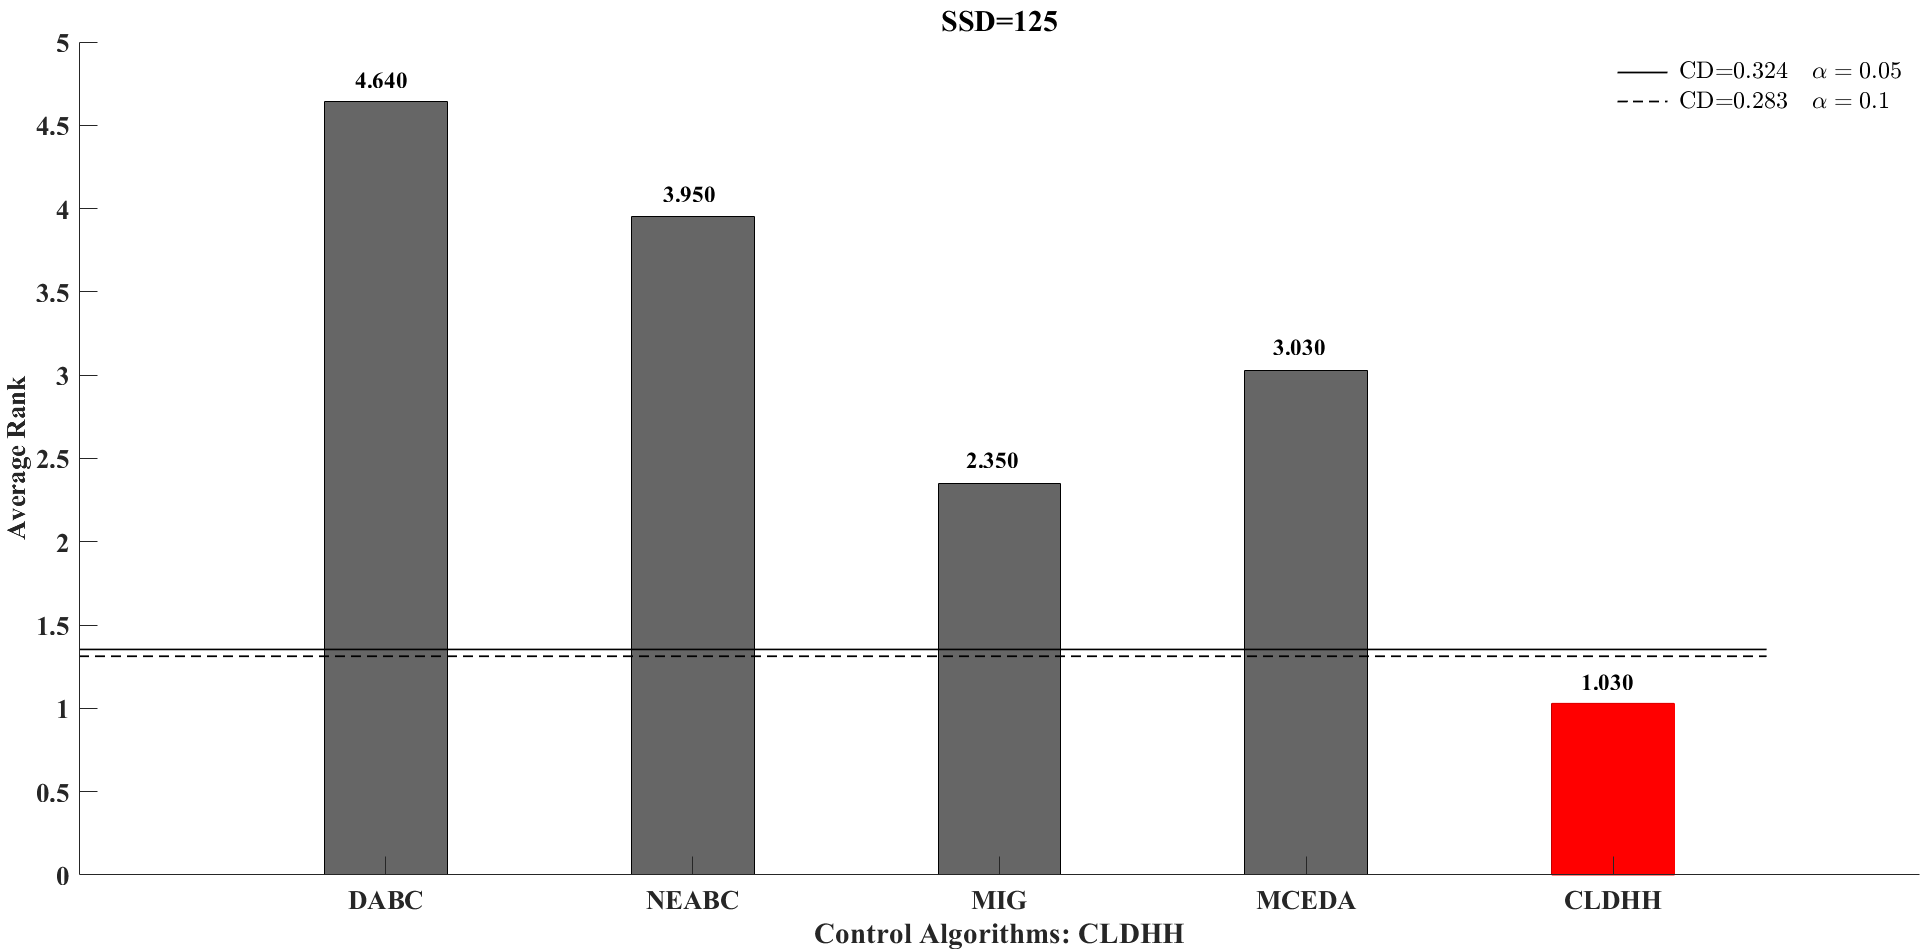 SSD=125
CD=0.324 α = 0.05
CD=0.283 α = 0.1
Average Rank
5
4.5
4
3.5
3
2.5
2
1.5
1
0.5
0
4.640
3.950
2.350
3.030
1.030
DABC NEABC MIG MCEDA CLDHH
Control Algorithms: CLDHH